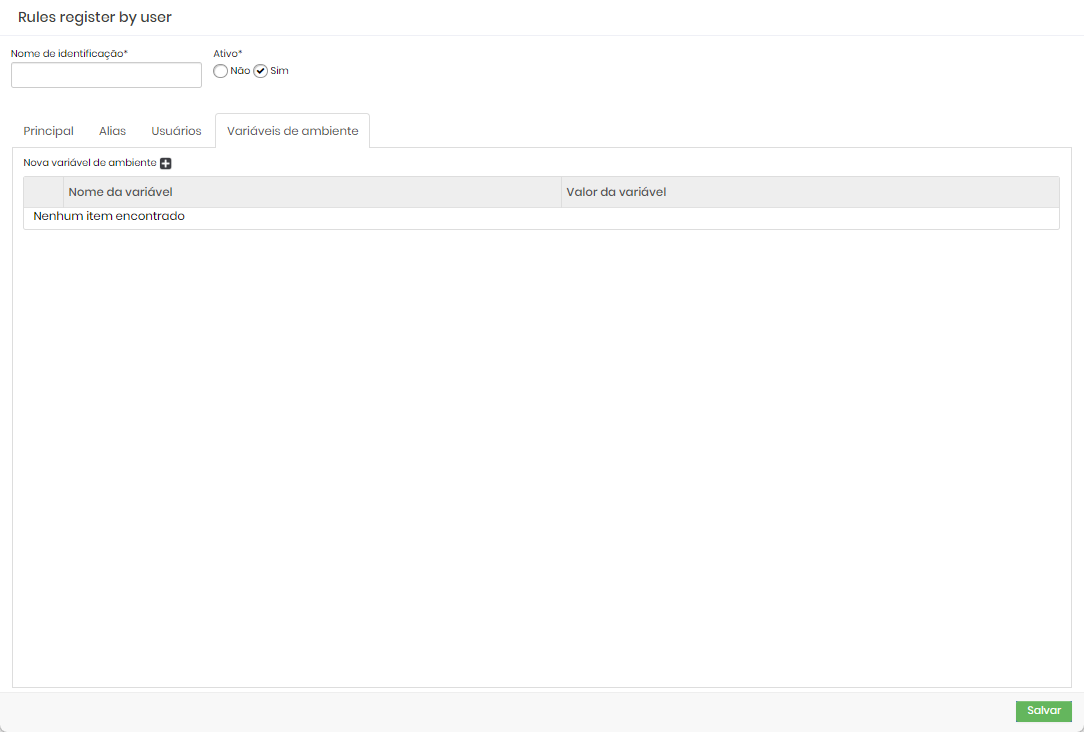 Rules register by user
Nome de identificação* Ativo*
Não Sim
Principal Alias Usuários Variáveis de ambiente
Nova variável de ambiente
Nome da variável Valor da variável
Nenhum item encontrado
Salvar